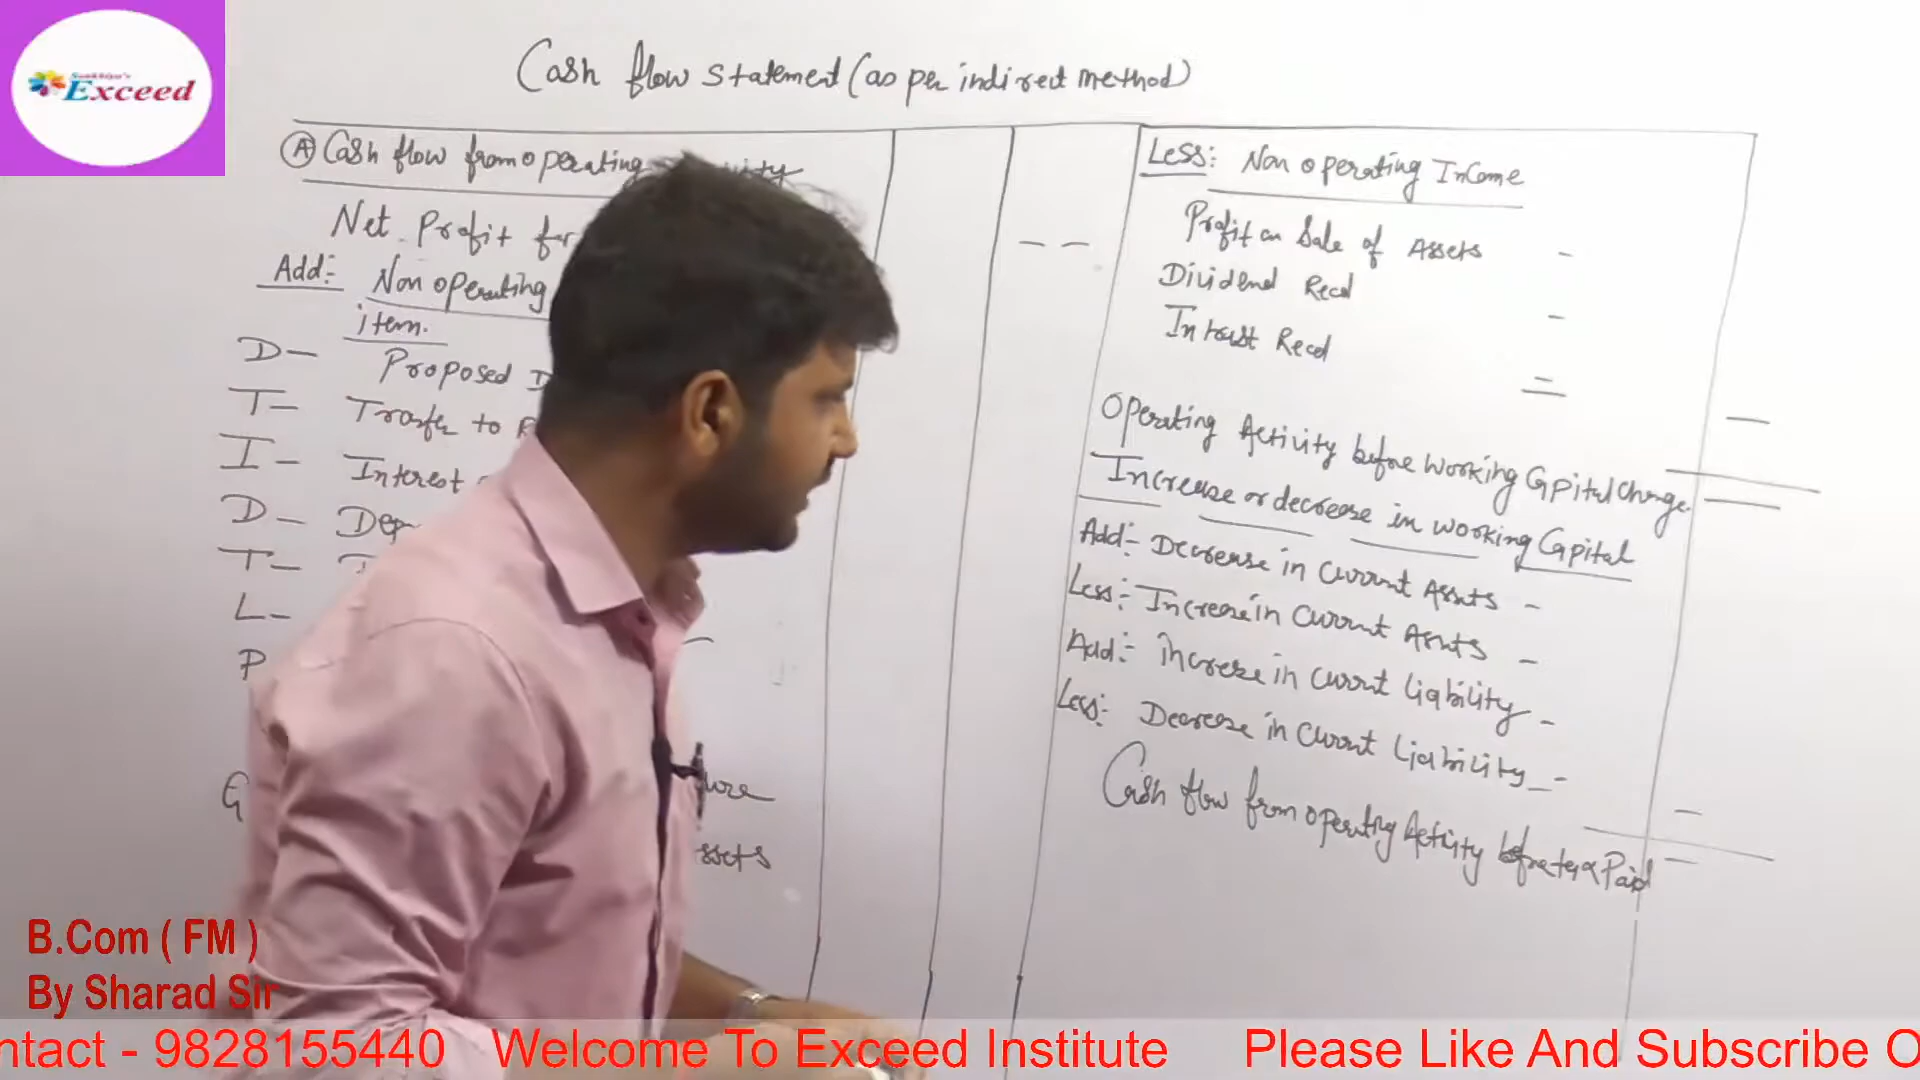 Exceed
Cash flow statement (as per indirect method)
A Cash flow from operating
Net Profit for
Add:- Non operating
item.
D- Proposed D
T- Trasfer to R
I- Interest
D- Dep
T-
L-
P
G
ure
ssets
Less: Non operating Income
Profit on Sale of Assets -
Dividend Recd -
Intrest Recd -
Operating Activity before working Capital Change
Increase or decrease in working Capital
Add:- Decrease in current Assets -
Less:- Increase in current Assets -
Add:- increase in current liability -
Less:- Decrease in current liability -
Cash flow from operating Activity before tax Paid
B.Com ( FM )
By Sharad Sir
ntact - 9828155440 Welcome To Exceed Institute Please Like And Subscribe O